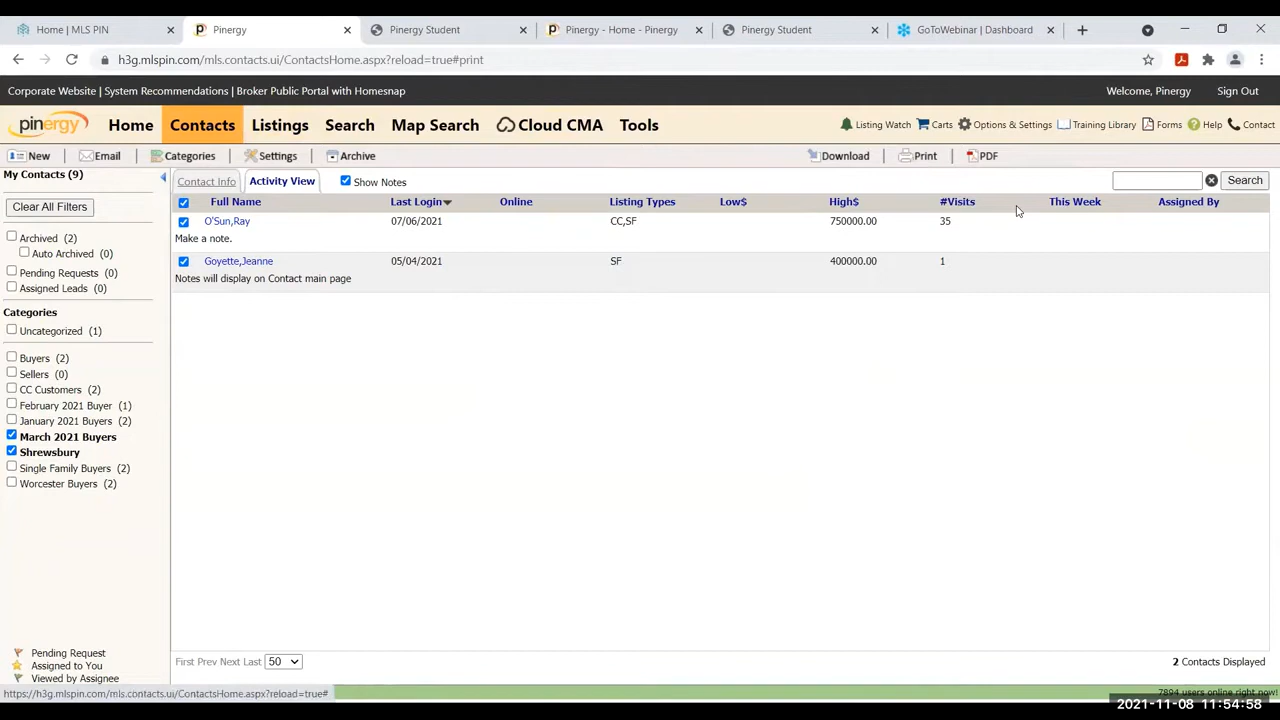 Home | MLS PIN
Pinergy
Pinergy Student
Pinergy - Home - Pinergy
Pinergy Student
GoToWebinar | Dashboard
h3g.mlspin.com/mls.contacts.ui/ContactsHome.aspx?reload=true#print
Corporate Website | System Recommendations | Broker Public Portal with Homesnap
Welcome, Pinergy
Sign Out
pinergy
Home
Contacts
Listings
Search
Map Search
Cloud CMA
Tools
Listing Watch
Carts
Options & Settings
Training Library
Forms
Help
Contact
New
Email
Categories
Settings
Archive
Download
Print
PDF
My Contacts (9)
Clear All Filters
Archived (2)
Auto Archived (0)
Pending Requests (0)
Assigned Leads (0)
Categories
Uncategorized (1)
Buyers (2)
Sellers (0)
CC Customers (2)
February 2021 Buyer (1)
January 2021 Buyers (2)
March 2021 Buyers
Shrewsbury
Single Family Buyers (2)
Worcester Buyers (2)
Pending Request
Assigned to You
Viewed by Assignee
Contact Info
Activity View
Show Notes
Search
Full Name Last Login Online Listing Types Low$ High$ #Visits This Week Assigned By
O'Sun,Ray 07/06/2021 CC,SF 750000.00 35
Make a note.
Goyette,Jeanne 05/04/2021 SF 400000.00 1
Notes will display on Contact main page
First Prev Next Last 50
2 Contacts Displayed
https://h3g.mlspin.com/mls.contacts.ui/ContactsHome.aspx?reload=true#
7894 users online right now!
2021-11-08 11:54:58